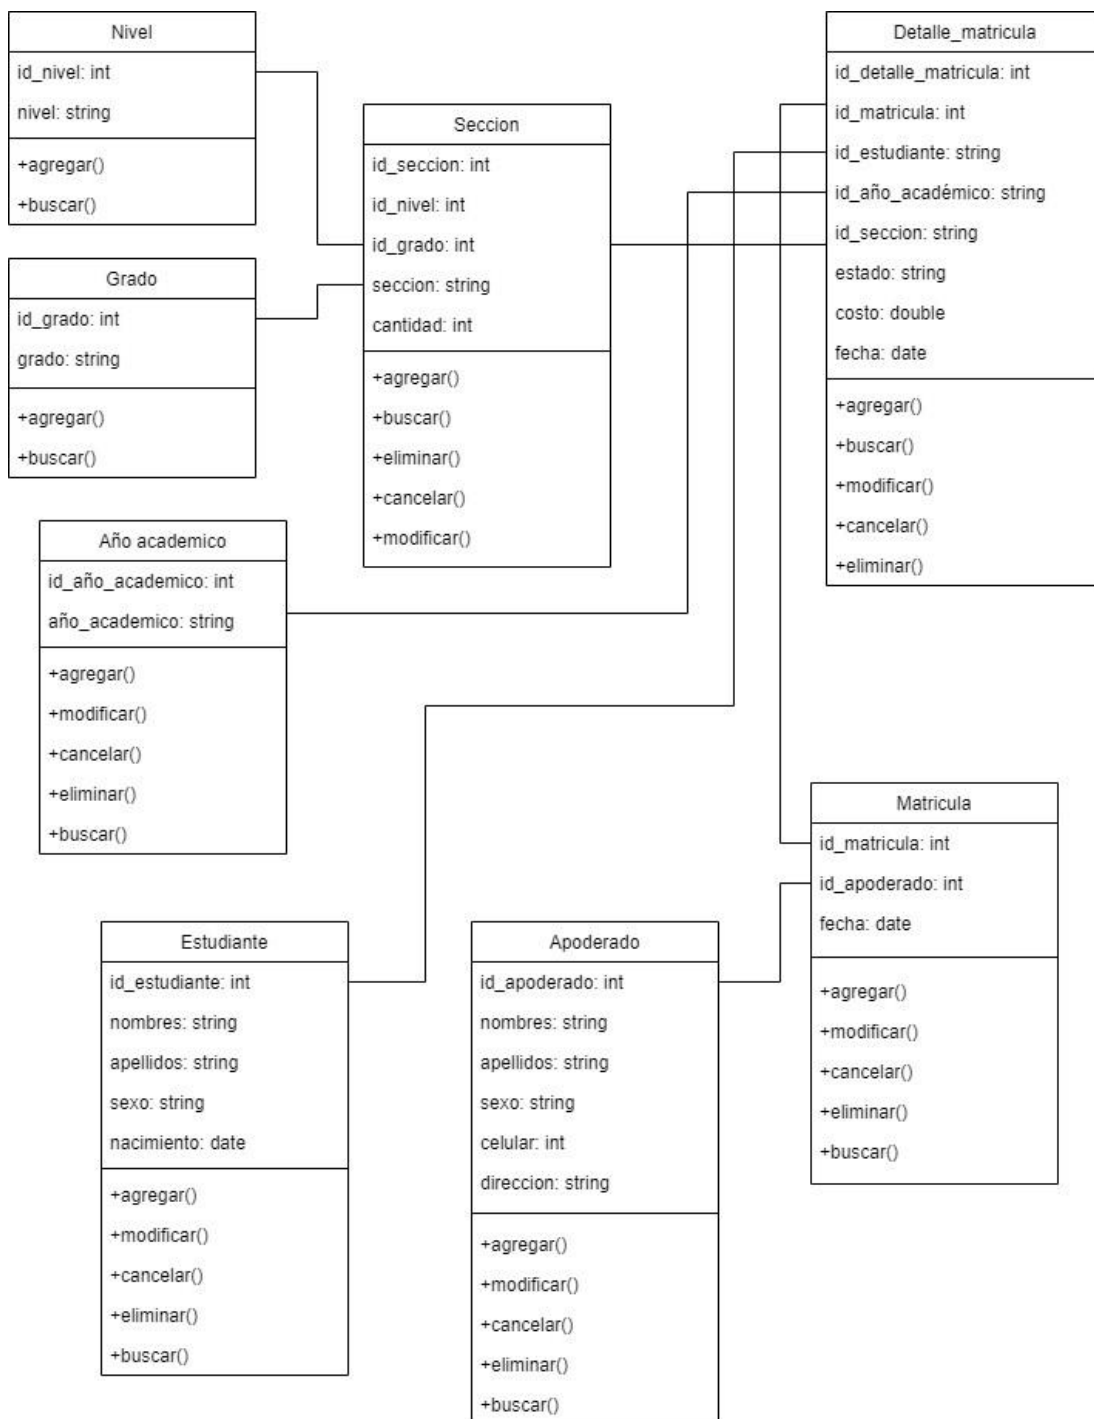 Nivel
id_nivel: int
nivel: string
+agregar()
+buscar()
Grado
id_grado: int
grado: string
+agregar()
+buscar()
Seccion
id_seccion: int
id_nivel: int
id_grado: int
seccion: string
cantidad: int
+agregar()
+buscar()
+eliminar()
+cancelar()
+modificar()
Detalle_matricula
id_detalle_matricula: int
id_matricula: int
id_estudiante: string
id_año_académico: string
id_seccion: string
estado: string
costo: double
fecha: date
+agregar()
+buscar()
+modificar()
+cancelar()
+eliminar()
Año academico
id_año_academico: int
año_academico: string
+agregar()
+modificar()
+cancelar()
+eliminar()
+buscar()
Estudiante
id_estudiante: int
nombres: string
apellidos: string
sexo: string
nacimiento: date
+agregar()
+modificar()
+cancelar()
+eliminar()
+buscar()
Apoderado
id_apoderado: int
nombres: string
apellidos: string
sexo: string
celular: int
direccion: string
+agregar()
+modificar()
+cancelar()
+eliminar()
+buscar()
Matricula
id_matricula: int
id_apoderado: int
fecha: date
+agregar()
+modificar()
+cancelar()
+eliminar()
+buscar()